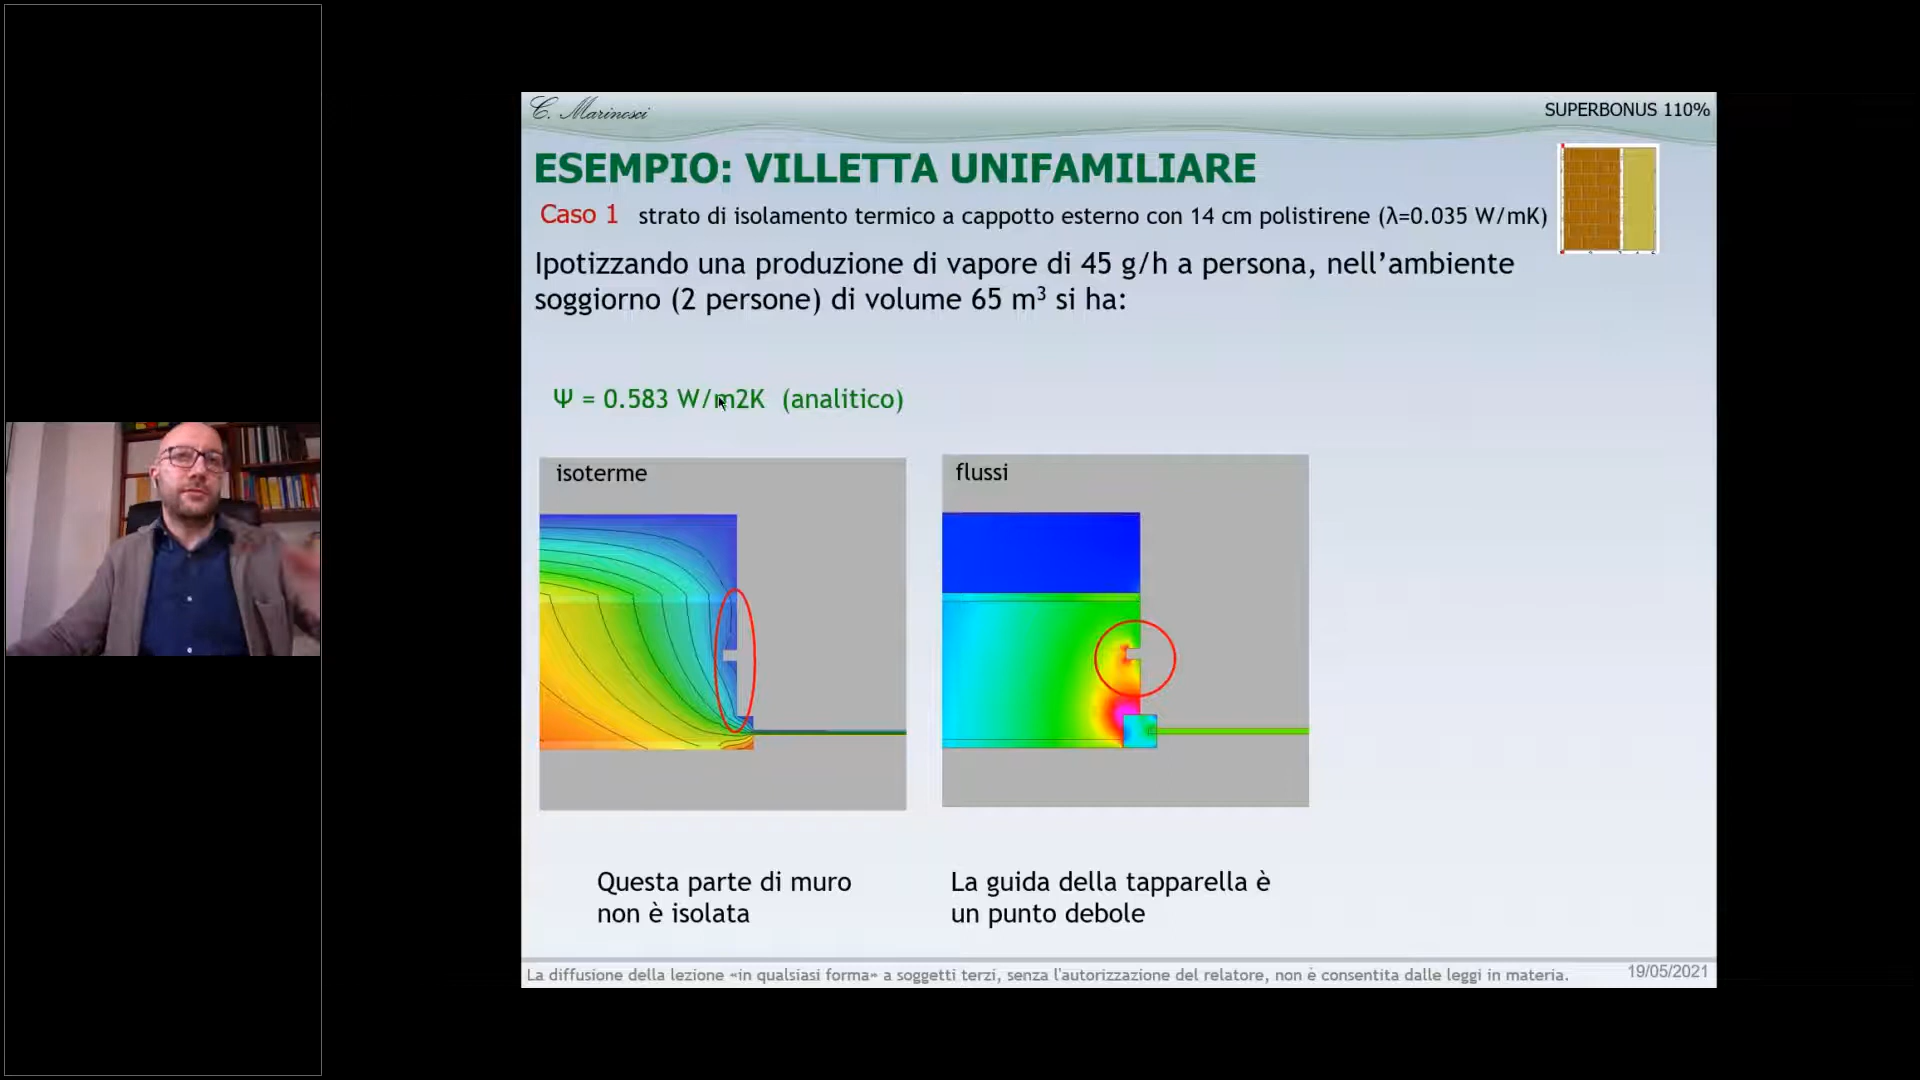 C. Marinosci
SUPERBONUS 110%
ESEMPIO: VILLETTA UNIFAMILIARE
Caso 1 strato di isolamento termico a cappotto esterno con 14 cm polistirene (λ=0.035 W/mK)
Ipotizzando una produzione di vapore di 45 g/h a persona, nell'ambiente
soggiorno (2 persone) di volume 65 m³ si ha:
Ψ = 0.583 W/m2K (analitico)
isoterme
flussi
Questa parte di muro
non è isolata
La guida della tapparella è
un punto debole
La diffusione della lezione «in qualsiasi forma» a soggetti terzi, senza l'autorizzazione del relatore, non è consentita dalle leggi in materia.
19/05/2021